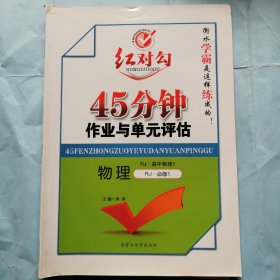 红对勾
HONGDUIGOU
衡水学霸是这样练成的!
45分钟
作业与单元评估
45FENZHONGZUOYEYUDANYUANPINGGU
物理
RJ·高中物理1
RJ·必修1
内蒙古大学出版社